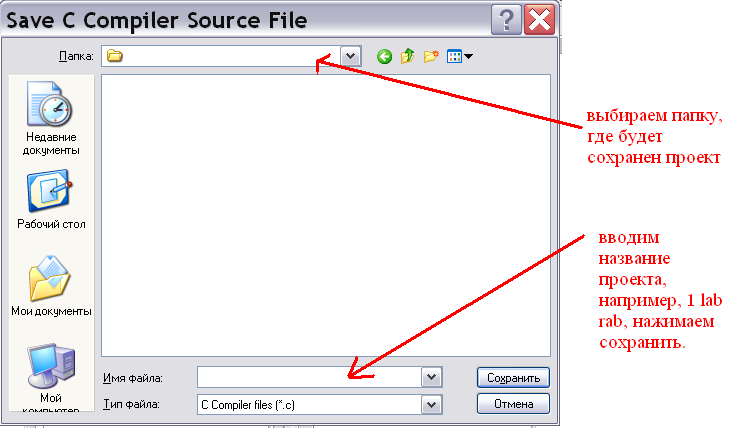 Save C Compiler Source File
Папка:
выбираем папку,
где будет
сохранен проект
Недавние
документы
Рабочий стол
вводим
название
проекта,
например, 1 lab
rab, нажимаем
сохранить.
Мои документы
Мой
компьютер
Имя файла:
Сохранить
Тип файла:
C Compiler files (*.c)
Отмена